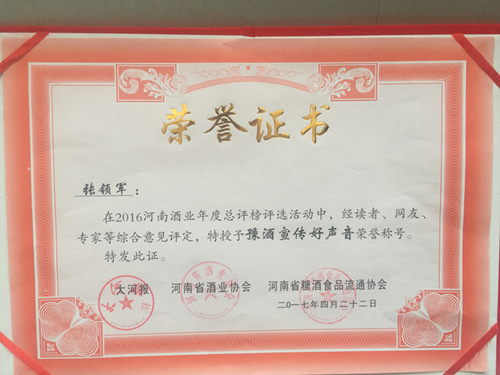 荣誉证书
张领军：
在2016河南酒业年度总评榜评选活动中，经读者、网友、
专家等综合意见评定，特授予豫酒宣传好声音荣誉称号。
特发此证。
大河报 河南省酒业协会 河南省糖酒食品流通协会
二〇一七年四月二十二日